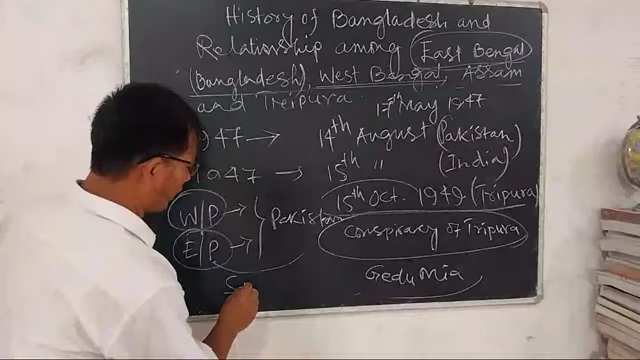 History of Bangladesh and
Relationship among East Bengal
(Bangladesh), West Bengal, Assam
and Tripura.
17th May 1947
1947 → 14th August (Pakistan)
1947 → 15th " (India)
15th Oct. 1949 (Tripura)
W/P → { Pakistan
E/P →
Conspiracy of Tripura
Gedu Mia